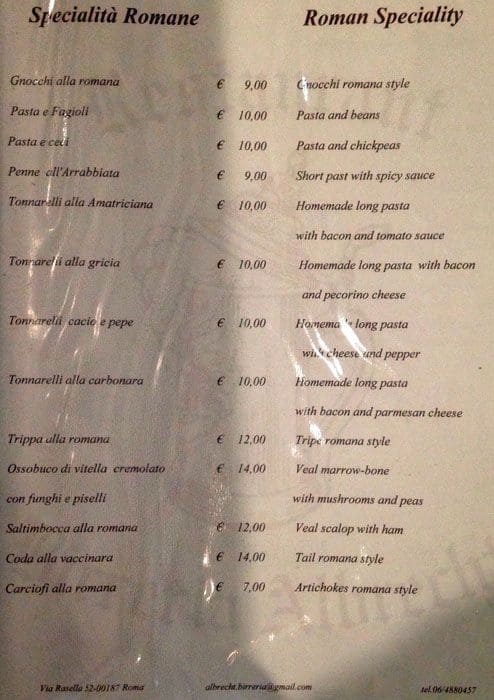 Specialità Romane Roman Speciality
Gnocchi alla romana € 9,00 Gnocchi romana style
Pasta e Fagioli € 10,00 Pasta and beans
Pasta e ceci € 10,00 Pasta and chickpeas
Penne all'Arrabbiata € 9,00 Short past with spicy sauce
Tonnarelli alla Amatriciana € 10,00 Homemade long pasta
with bacon and tomato sauce
Tonnarelli alla gricia € 10,00 Homemade long pasta with bacon
and pecorino cheese
Tonnarelli cacio e pepe € 10,00 Homemade long pasta
with cheese and pepper
Tonnarelli alla carbonara € 10,00 Homemade long pasta
with bacon and parmesan cheese
Trippa alla romana € 12,00 Tripe romana style
Ossobuco di vitella cremolato € 14,00 Veal marrow-bone
con funghi e piselli with mushrooms and peas
Saltimbocca alla romana € 12,00 Veal scalop with ham
Coda alla vaccinara € 14,00 Tail romana style
Carciofi alla romana € 7,00 Artichokes romana style
Via Rasella 52-00187 Roma albrecht.birreria@gmail.com tel.06/4880457